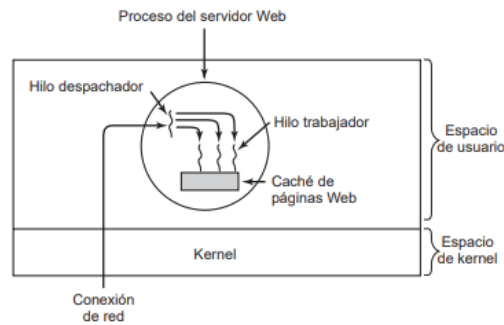 Proceso del servidor Web
Hilo despachador
Hilo trabajador
Espacio
de usuario
Caché de
páginas Web
Kernel
Espacio
de kernel
Conexión
de red